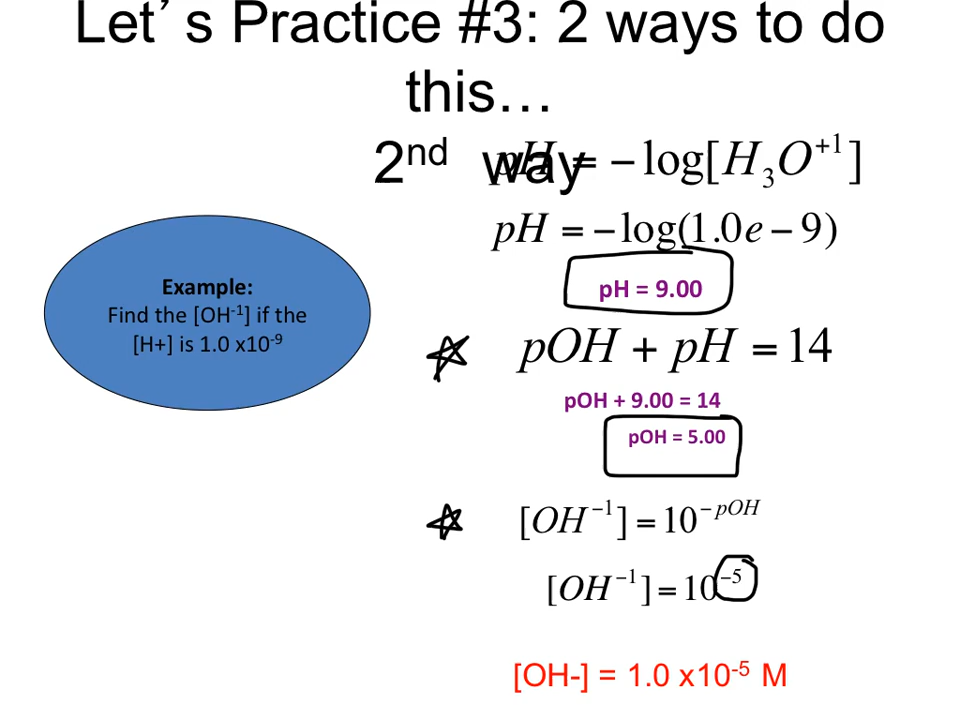 Let’s Practice #3: 2 ways to do
this…
2nd way
pH = −log[H₃O⁺¹]
pH = −log(1.0e − 9)
pH = 9.00
Example:
Find the [OH⁻¹] if the
[H+] is 1.0 x10⁻⁹
pOH + pH = 14
pOH + 9.00 = 14
pOH = 5.00
[OH⁻¹] = 10^−pOH
[OH⁻¹] = 10⁻⁵
[OH-] = 1.0 x10⁻⁵ M